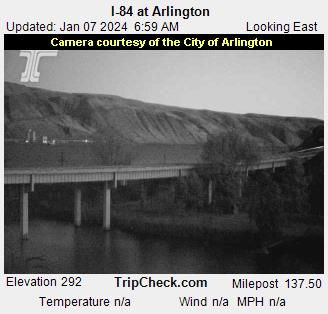 I-84 at Arlington
Updated: Jan 07 2024 6:59 AM Looking East
Camera courtesy of the City of Arlington
Elevation 292 TripCheck.com Milepost 137.50
Temperature n/a Wind n/a MPH n/a